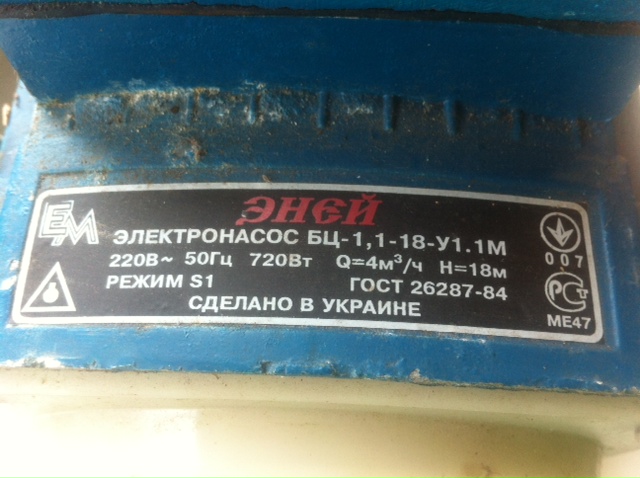 ЭНЕЙ
EM
ЭЛЕКТРОНАСОС БЦ-1,1-18-У1.1М
220В~ 50Гц 720Вт Q=4м³/ч H=18м
007
РЕЖИМ S1 ГОСТ 26287-84
СДЕЛАНО В УКРАИНЕ
РСТ
МЕ47